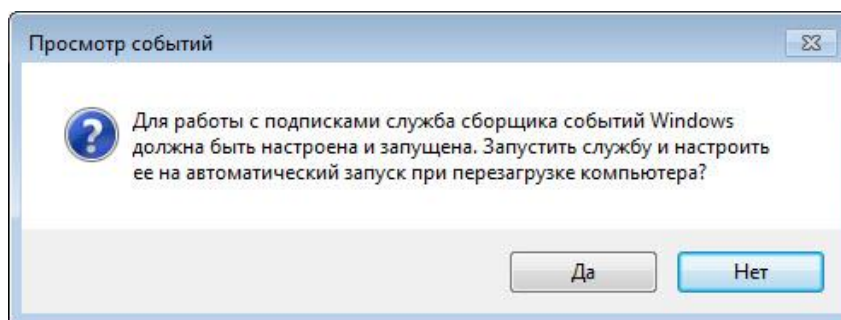 Просмотр событий
Для работы с подписками служба сборщика событий Windows
должна быть настроена и запущена. Запустить службу и настроить
ее на автоматический запуск при перезагрузке компьютера?
Да
Нет